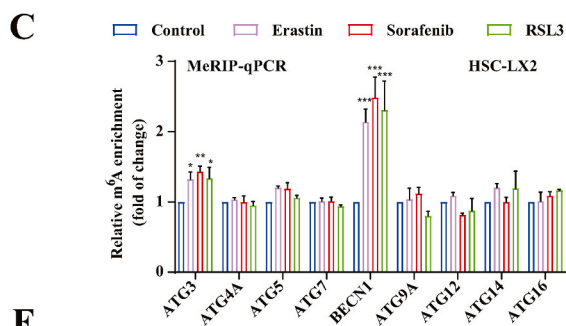 C
Control Erastin Sorafenib RSL3
MeRIP-qPCR HSC-LX2
Relative m⁶A enrichment
(fold of change)
3
2
1
0
* ** *
*** *** ***
ATG3 ATG4A ATG5 ATG7 BECN1 ATG9A ATG12 ATG14 ATG16